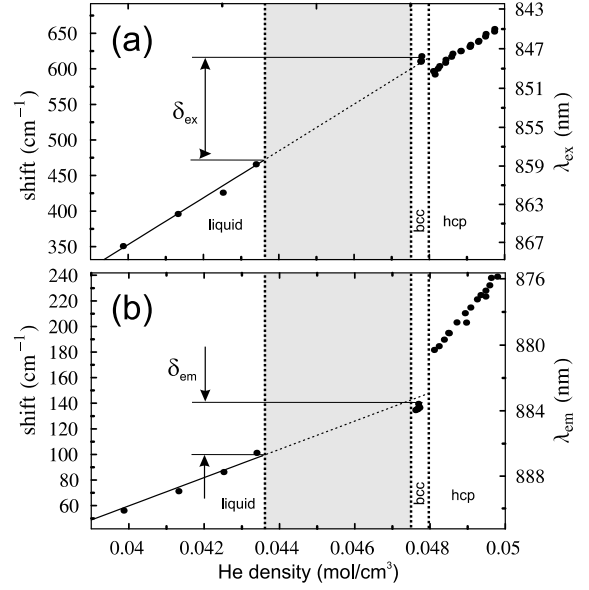 (a)
shift (cm⁻¹)
650
600
550
500
450
400
350
δex
liquid
bcc
hcp
843
847
851
855
859
863
867
λex (nm)
(b)
shift (cm⁻¹)
240
220
200
180
160
140
120
100
80
60
δem
liquid
bcc
hcp
876
880
884
888
λem (nm)
0.04 0.042 0.044 0.046 0.048 0.05
He density (mol/cm³)